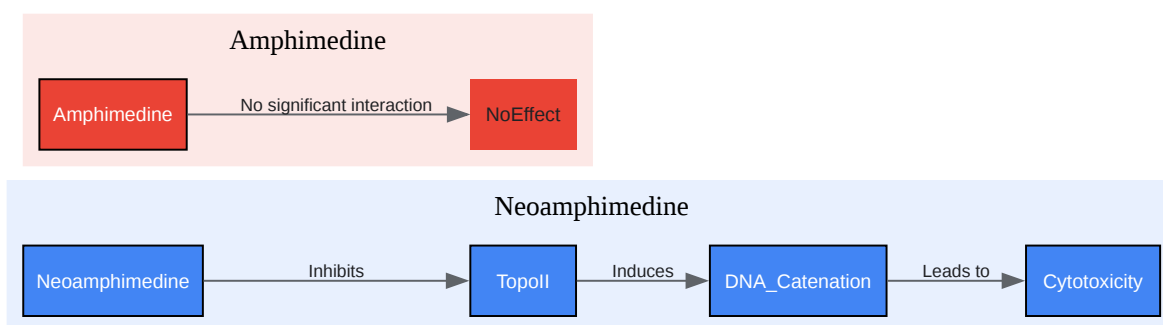 Amphimedine
Amphimedine
No significant interaction
NoEffect
Neoamphimedine
Neoamphimedine
Inhibits
TopoII
Induces
DNA_Catenation
Leads to
Cytotoxicity